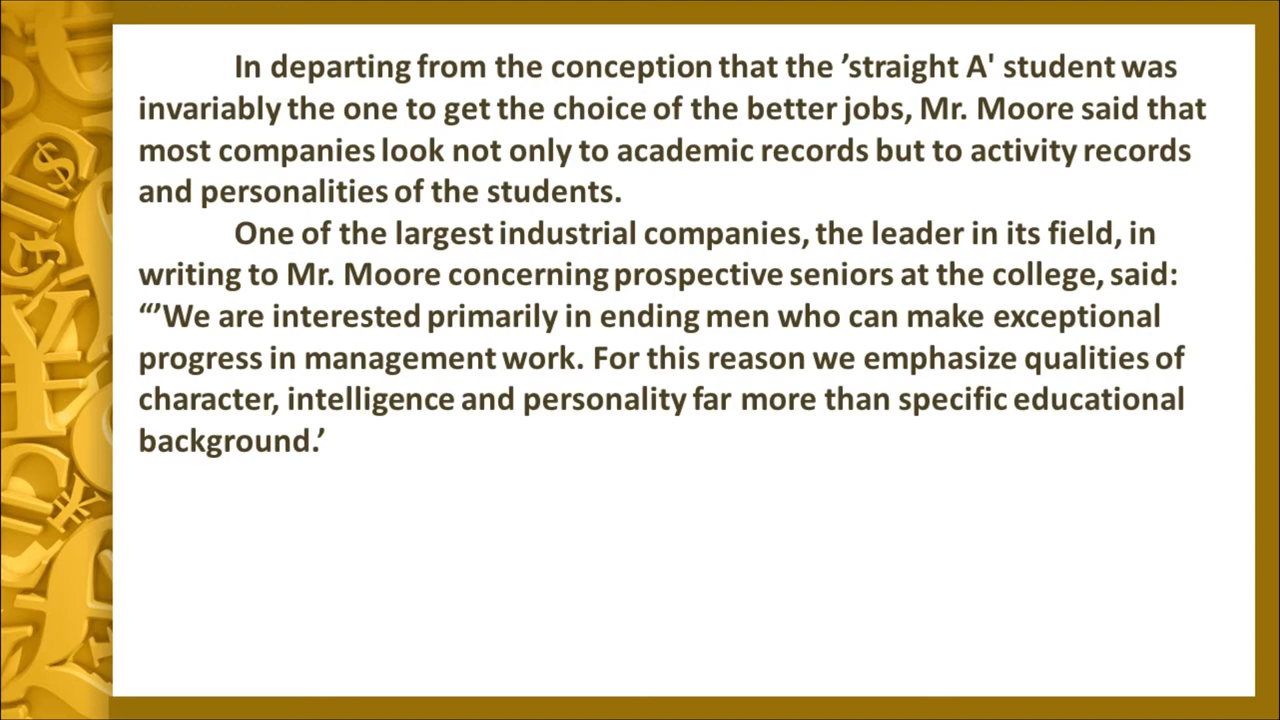 In departing from the conception that the ’straight A' student was
invariably the one to get the choice of the better jobs, Mr. Moore said that
most companies look not only to academic records but to activity records
and personalities of the students.
One of the largest industrial companies, the leader in its field, in
writing to Mr. Moore concerning prospective seniors at the college, said:
“’We are interested primarily in ending men who can make exceptional
progress in management work. For this reason we emphasize qualities of
character, intelligence and personality far more than specific educational
background.’